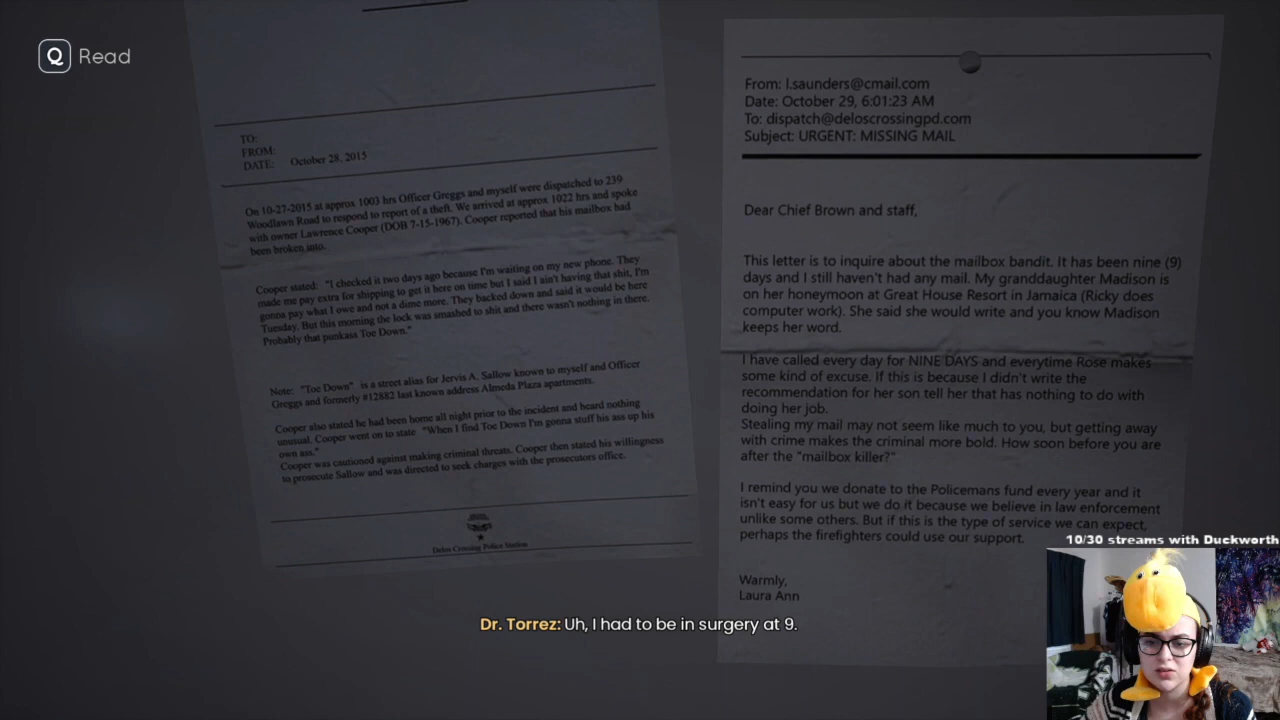 Q Read
TO:
FROM:
DATE: October 28, 2015
On 10-27-2015 at approx 1003 hrs Officer Greggs and myself were dispatched to 239
Woodlawn Road to respond to report of a theft. We arrived at approx 1022 hrs and spoke
with owner Lawrence Cooper (DOB 7-15-1967). Cooper reported that his mailbox had
been broken into.
Cooper stated: "I checked it two days ago because I'm waiting on my new phone. They
made me pay extra for shipping to get it here on time but I said I ain't having that shit, I'm
gonna pay what I owe and not a dime more. They backed down and said it would be here
Tuesday. But this morning the lock was smashed to shit and there wasn't nothing in there.
Probably that punkass Toe Down."
Note: "Toe Down" is a street alias for Jervis A. Sallow known to myself and Officer
Greggs and formerly #12882 last known address Almeda Plaza apartments.
Cooper also stated he had been home all night prior to the incident and heard nothing
unusual. Cooper went on to state "When I find Toe Down I'm gonna stuff his ass up his
own ass."
Cooper was cautioned against making criminal threats. Cooper then stated his willingness
to prosecute Sallow and was directed to seek charges with the prosecutors office.
Delos Crossing Police Station
From: l.saunders@cmail.com
Date: October 29, 6:01:23 AM
To: dispatch@deloscrossingpd.com
Subject: URGENT: MISSING MAIL
Dear Chief Brown and staff,
This letter is to inquire about the mailbox bandit. It has been nine (9)
days and I still haven't had any mail. My granddaughter Madison is
on her honeymoon at Great House Resort in Jamaica (Ricky does
computer work). She said she would write and you know Madison
keeps her word.
I have called every day for NINE DAYS and everytime Rose makes
some kind of excuse. If this is because I didn't write the
recommendation for her son tell her that has nothing to do with
doing her job.
Stealing my mail may not seem like much to you, but getting away
with crime makes the criminal more bold. How soon before you are
after the "mailbox killer?"
I remind you we donate to the Policemans fund every year and it
isn't easy for us but we do it because we believe in law enforcement
unlike some others. But if this is the type of service we can expect,
perhaps the firefighters could use our support.
Warmly,
Laura Ann
10/30 streams with Duckworth
Dr. Torrez: Uh, I had to be in surgery at 9.